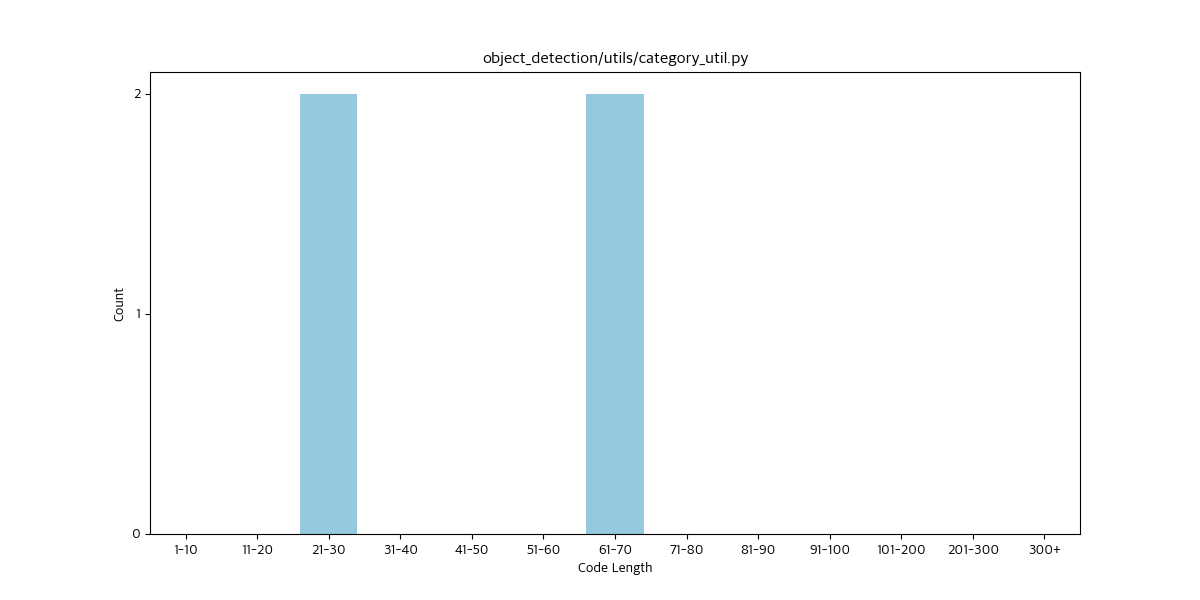 object_detection/utils/category_util.py
2
1
0
Count
1-10 11-20 21-30 31-40 41-50 51-60 61-70 71-80 81-90 91-100 101-200 201-300 300+
Code Length